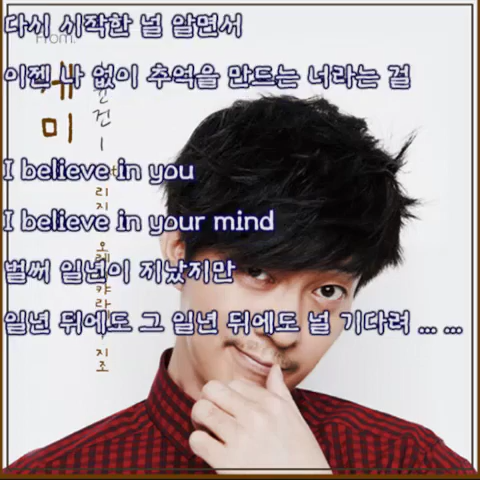 다시 시작한 널 알면서
From.
이젠 나 없이 추억을 만드는 너라는 걸
I believe in you
I believe in your mind
벌써 일년이 지났지만
일년 뒤에도 그 일년 뒤에도 널 기다려 ... ...